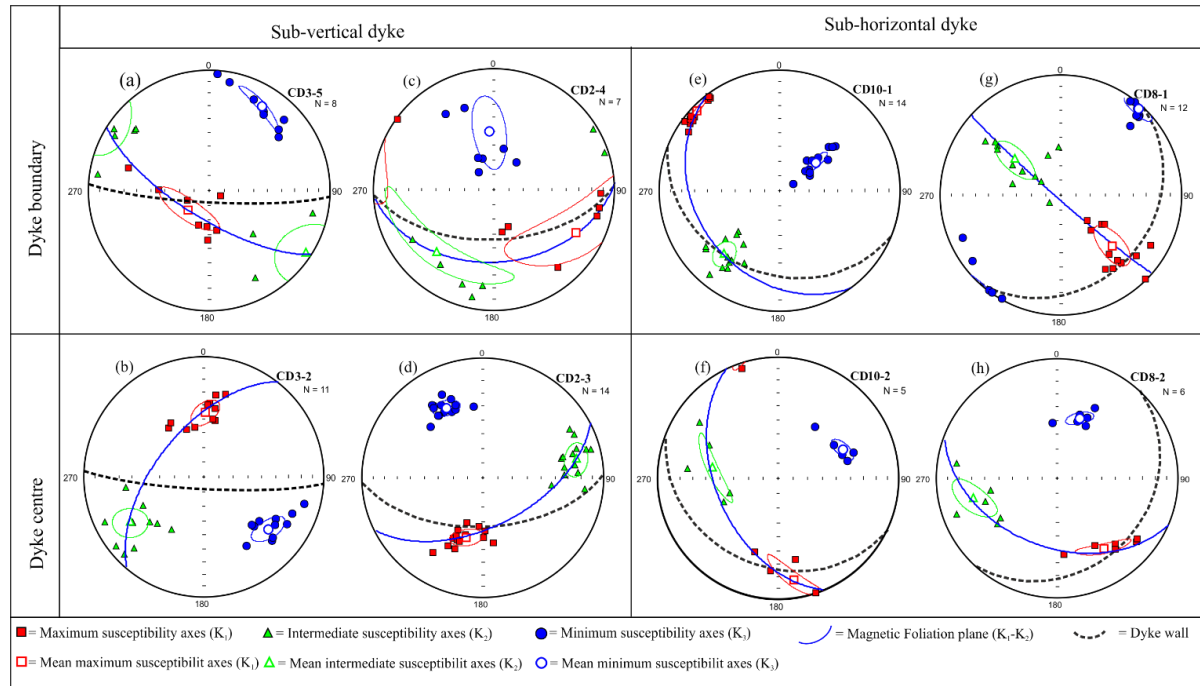 Sub-vertical dyke
Sub-horizontal dyke
Dyke boundary
(a)
0
CD3-5
N = 8
270
90
180
(c)
CD2-4
N = 7
270
180
(e)
0
CD10-1
N = 14
270
90
180
(g)
CD8-1
N = 12
270
180
Dyke centre
(b)
0
CD3-2
N = 11
270
90
180
(d)
0
CD2-3
N = 14
270
90
180
(f)
0
CD10-2
N = 5
270
90
180
(h)
0
CD8-2
N = 6
270
90
180
= Maximum susceptibility axes (K₁)
= Intermediate susceptibility axes (K₂)
= Minimum susceptibility axes (K₃)
= Magnetic Foliation plane (K₁-K₂)
= Dyke wall
= Mean maximum susceptibilit axes (K₁)
= Mean intermediate susceptibilit axes (K₂)
= Mean minimum susceptibilit axes (K₃)